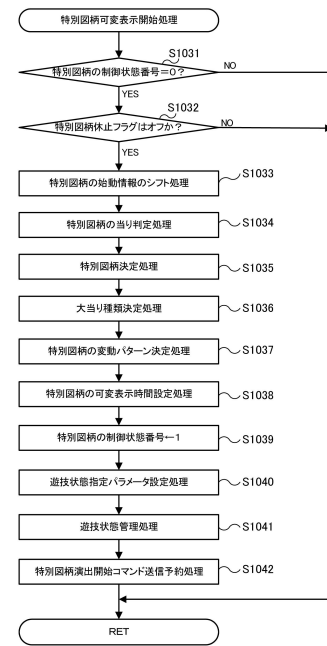 特別図柄可変表示開始処理
S1031
特別図柄の制御状態番号=0?
NO
YES
S1032
特別図柄休止フラグはオフか?
NO
YES
特別図柄の始動情報のシフト処理
S1033
特別図柄の当り判定処理
S1034
特別図柄決定処理
S1035
大当り種類決定処理
S1036
特別図柄の変動パターン決定処理
S1037
特別図柄の可変表示時間設定処理
S1038
特別図柄の制御状態番号←1
S1039
遊技状態指定パラメータ設定処理
S1040
遊技状態管理処理
S1041
特別図柄演出開始コマンド送信予約処理
S1042
RET